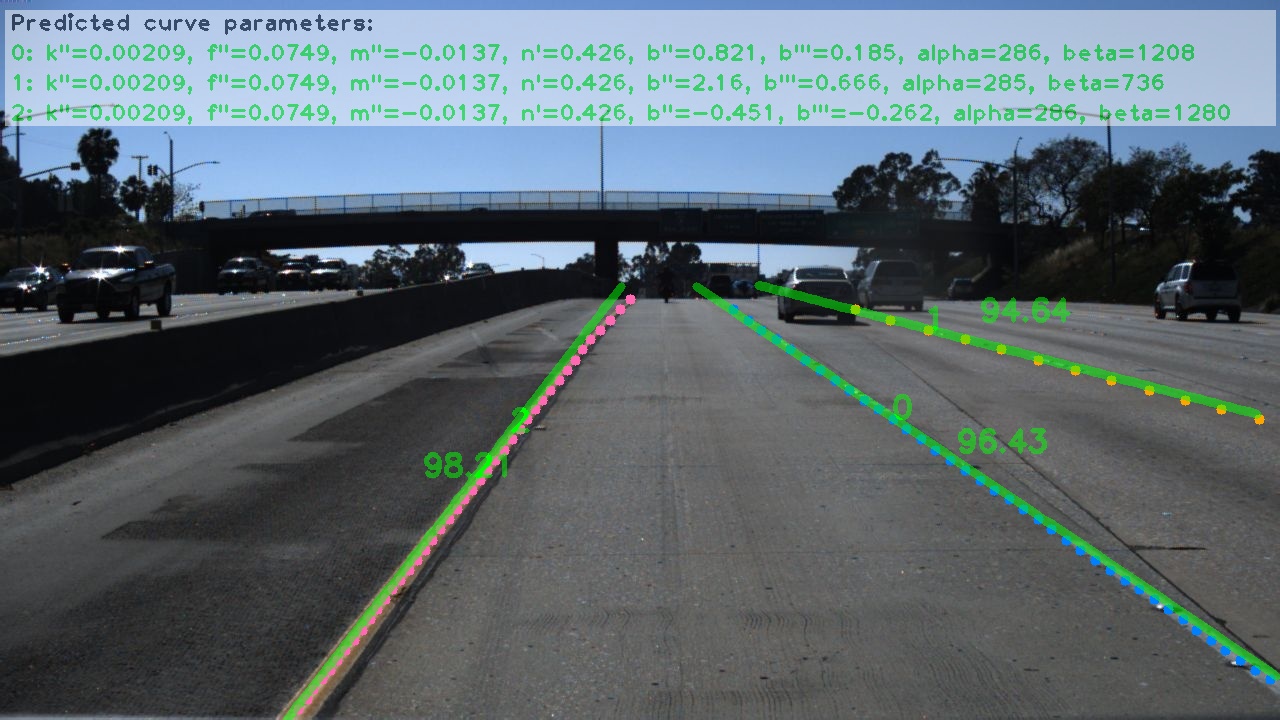 Predicted curve parameters:
0: k''=0.00209, f''=0.0749, m''=-0.0137, n'=0.426, b''=0.821, b'''=0.185, alpha=286, beta=1208
1: k''=0.00209, f''=0.0749, m''=-0.0137, n'=0.426, b''=2.16, b'''=0.666, alpha=285, beta=736
2: k''=0.00209, f''=0.0749, m''=-0.0137, n'=0.426, b''=-0.451, b'''=-0.262, alpha=286, beta=1280
1 94.64
0
2
96.43
98.21